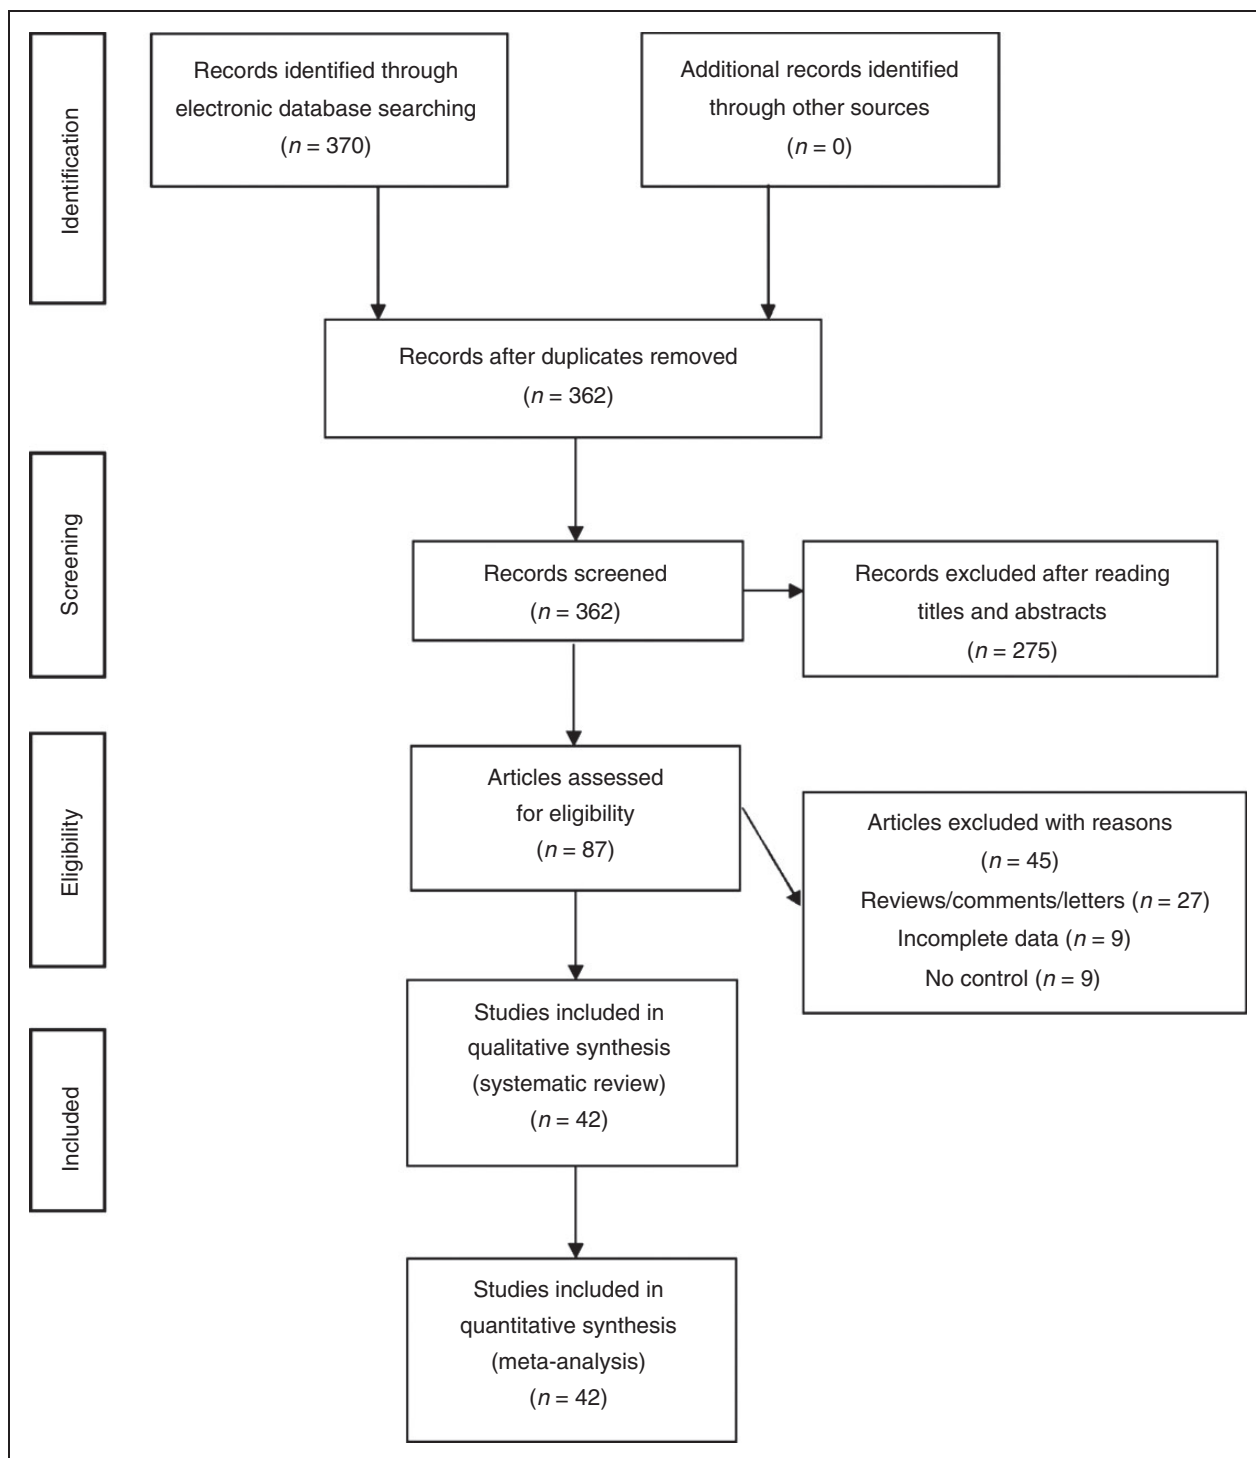 Identification
Records identified through
electronic database searching
(n = 370)
Additional records identified
through other sources
(n = 0)
Records after duplicates removed
(n = 362)
Screening
Records screened
(n = 362)
Records excluded after reading
titles and abstracts
(n = 275)
Eligibility
Articles assessed
for eligibility
(n = 87)
Articles excluded with reasons
(n = 45)
Reviews/comments/letters (n = 27)
Incomplete data (n = 9)
No control (n = 9)
Included
Studies included in
qualitative synthesis
(systematic review)
(n = 42)
Studies included in
quantitative synthesis
(meta-analysis)
(n = 42)